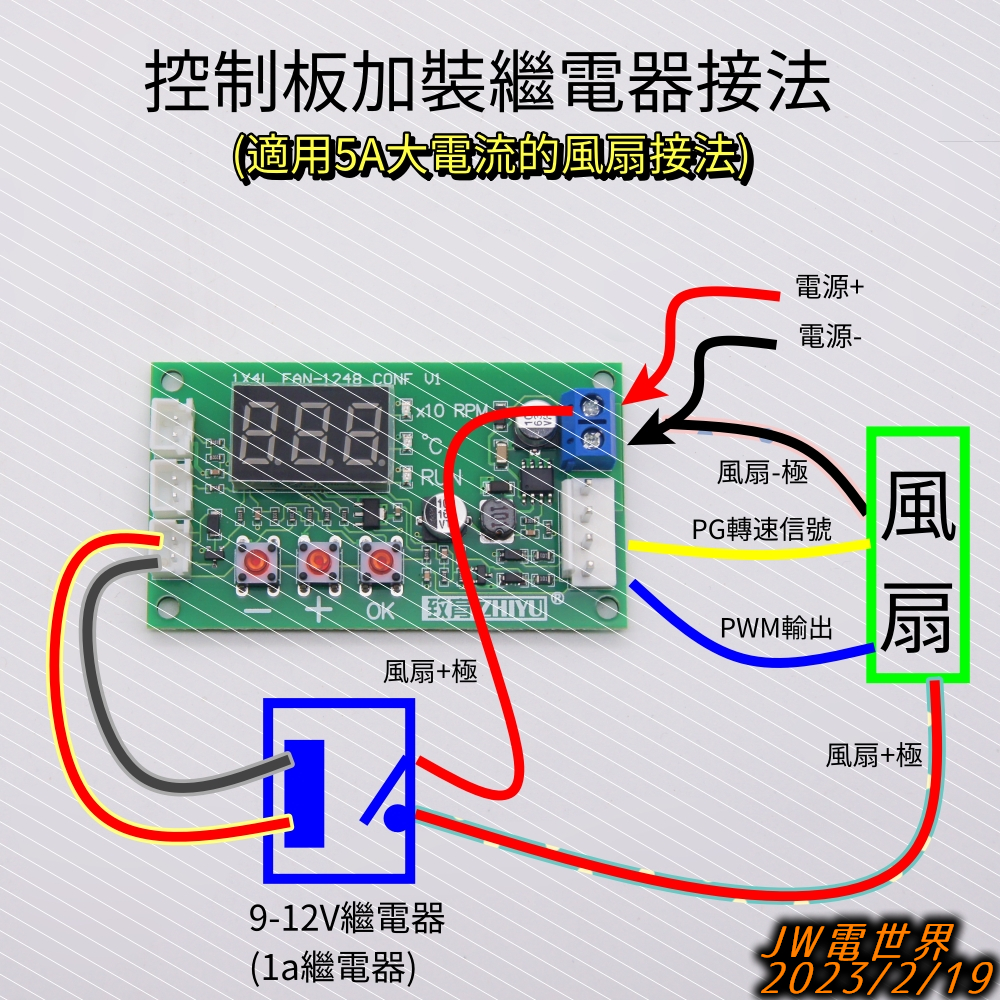 控制板加裝繼電器接法
(適用5A大電流的風扇接法)
電源+
電源-
1X4L FAN-1248 CONF V1
x10 RPM
℃
RUN
風扇-極
PG轉速信號
PWM輸出
風扇
- + OK
ZHIYU®
風扇+極
風扇+極
9-12V繼電器
(1a繼電器)
JW電世界
2023/2/19